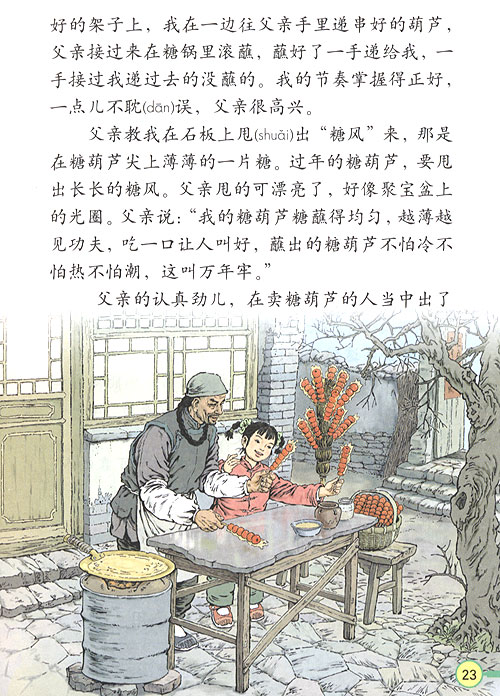 好的架子上，我在一边往父亲手里递串好的葫芦，
父亲接过来在糖锅里滚蘸，蘸好了一手递给我，一
手接过我递过去的没蘸的。我的节奏掌握得正好，
一点儿不耽(dān)误，父亲很高兴。
父亲教我在石板上甩(shuǎi)出“糖风”来，那是
在糖葫芦尖上薄薄的一片糖。过年的糖葫芦，要甩
出长长的糖风。父亲甩的可漂亮了，好像聚宝盆上
的光圈。父亲说：“我的糖葫芦糖蘸得均匀，越薄越
见功夫，吃一口让人叫好，蘸出的糖葫芦不怕冷不
怕热不怕潮，这叫万年牢。”
父亲的认真劲儿，在卖糖葫芦的人当中出了
23